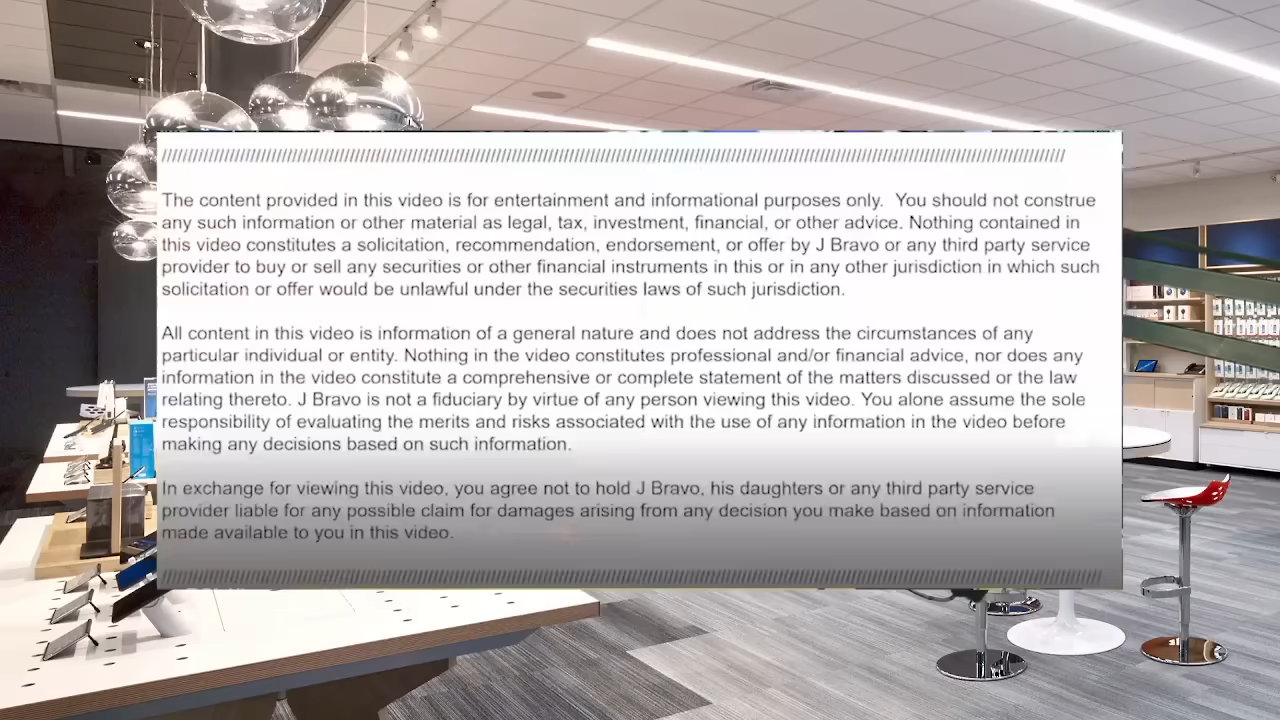 ////////////////////////////////////////////////////////////////////////////////////////////////////////////////////////////////////////////////////////////////
The content provided in this video is for entertainment and informational purposes only.  You should not construe
any such information or other material as legal, tax, investment, financial, or other advice. Nothing contained in
this video constitutes a solicitation, recommendation, endorsement, or offer by J Bravo or any third party service
provider to buy or sell any securities or other financial instruments in this or in any other jurisdiction in which such
solicitation or offer would be unlawful under the securities laws of such jurisdiction.
All content in this video is information of a general nature and does not address the circumstances of any
particular individual or entity. Nothing in the video constitutes professional and/or financial advice, nor does any
information in the video constitute a comprehensive or complete statement of the matters discussed or the law
relating thereto. J Bravo is not a fiduciary by virtue of any person viewing this video. You alone assume the sole
responsibility of evaluating the merits and risks associated with the use of any information in the video before
making any decisions based on such information.
In exchange for viewing this video, you agree not to hold J Bravo, his daughters or any third party service
provider liable for any possible claim for damages arising from any decision you make based on information
made available to you in this video.
////////////////////////////////////////////////////////////////////////////////////////////////////////////////////////////////////////////////////////////////